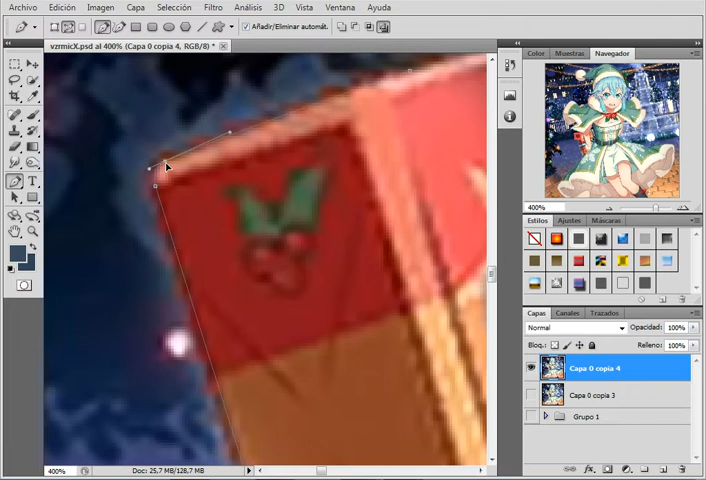 Archivo Edición Imagen Capa Selección Filtro Análisis 3D Vista Ventana Ayuda
Añadir/Eliminar automát.
vzrmicX.psd al 400% (Capa 0 copia 4, RGB/8) *
Color Muestras Navegador
400%
Estilos Ajustes Máscaras
Capas Canales Trazados
Normal Opacidad: 100%
Bloq.: Relleno: 100%
Capa 0 copia 4
Capa 0 copia 3
Grupo 1
400% Doc: 25,7 MB/128,7 MB